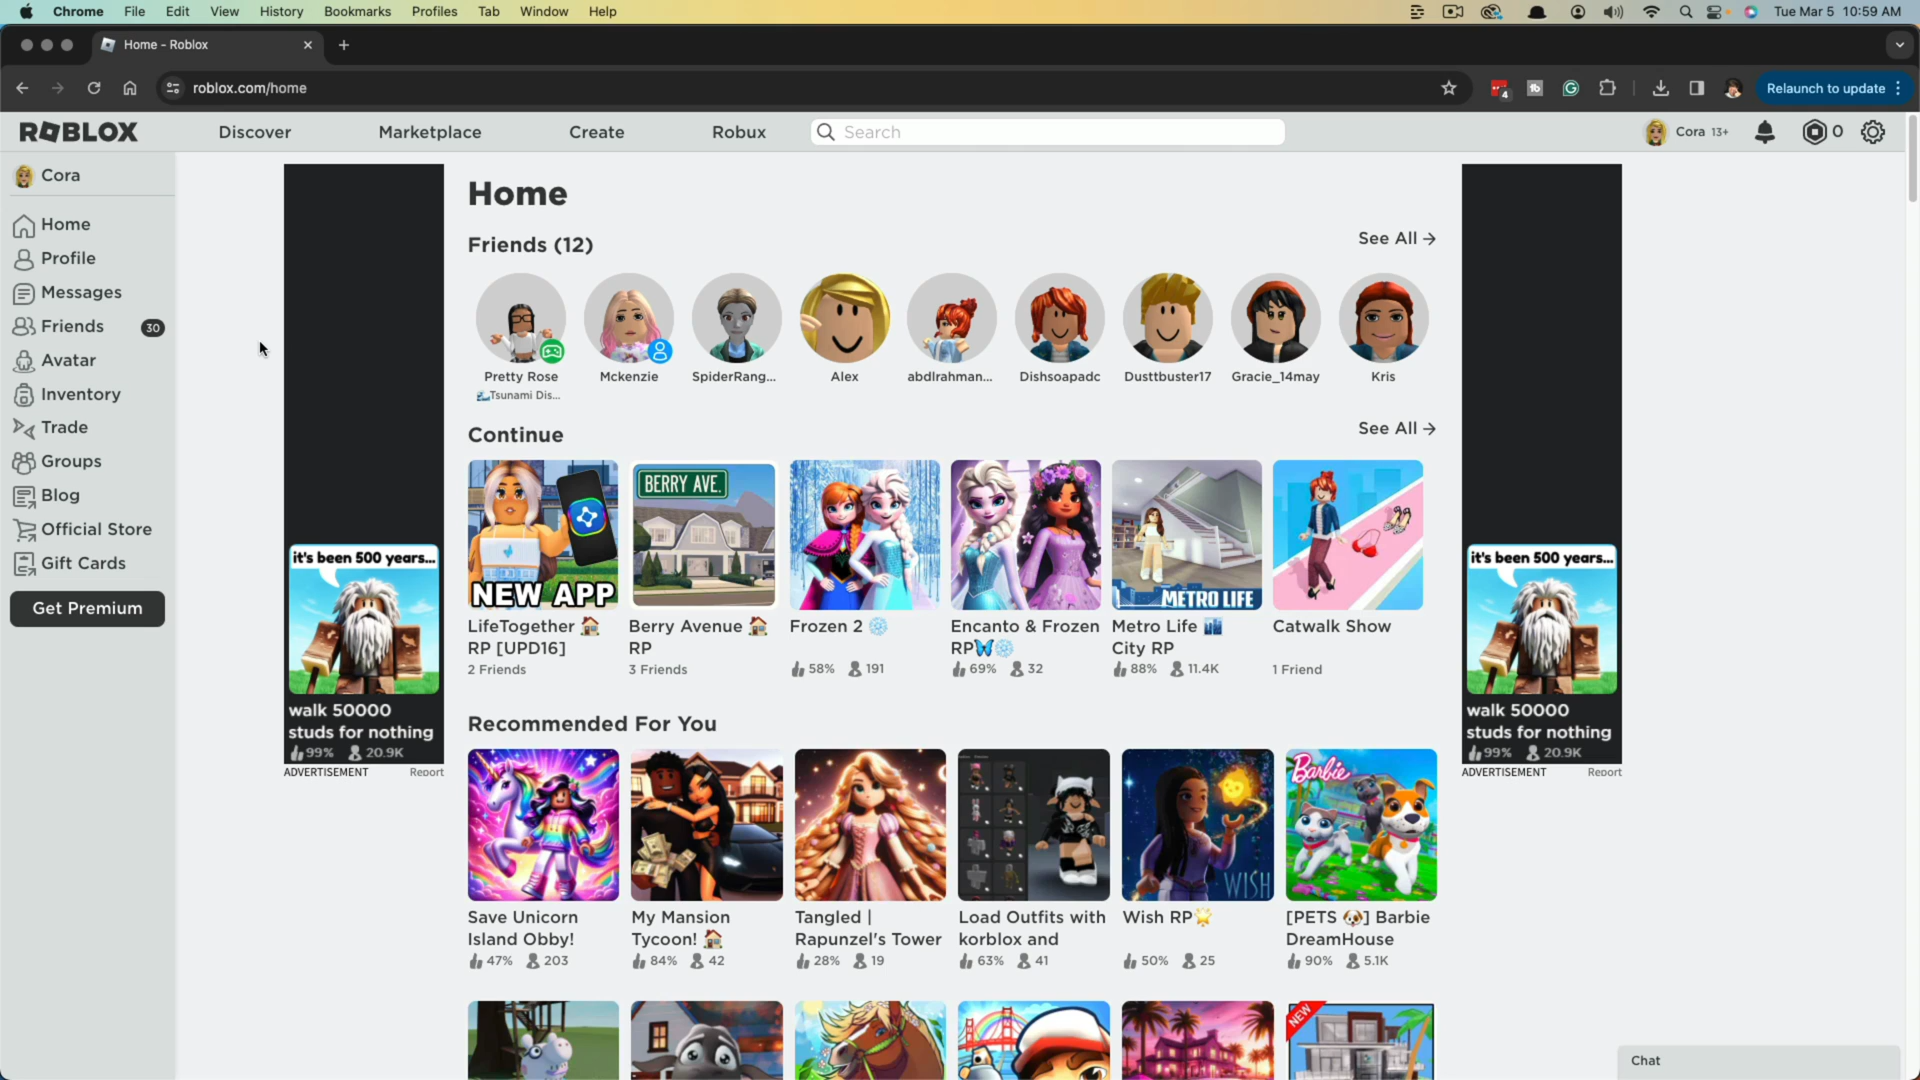 Chrome File Edit View History Bookmarks Profiles Tab Window Help Tue Mar 5 10:59 AM
Home - Roblox
roblox.com/home 4 Relaunch to update
ROBLOX Discover Marketplace Create Robux Search Cora 13+ 0
Cora
Home
Profile
Messages
Friends 30
Avatar
Inventory
Trade
Groups
Blog
Official Store
Gift Cards
Get Premium
it's been 500 years...
walk 50000
studs for nothing
99% 20.9K
ADVERTISEMENT Report
Home
Friends (12) See All →
Pretty Rose Mckenzie SpiderRang... Alex abdlrahman... Dishsoapadc Dusttbuster17 Gracie_14may Kris
Tsunami Dis...
Continue See All →
NEW APP
BERRY AVE.
METRO LIFE
LifeTogether 🏠 Berry Avenue 🏠 Frozen 2 ❄️ Encanto & Frozen Metro Life 🏙️ Catwalk Show
RP [UPD16] RP RP🦋❄️ City RP
2 Friends 3 Friends 58% 191 69% 32 88% 11.4K 1 Friend
Recommended For You
WISH
Barbie
Save Unicorn My Mansion Tangled | Load Outfits with Wish RP🌟 [PETS 🐶] Barbie
Island Obby! Tycoon! 🏠 Rapunzel's Tower korblox and DreamHouse
47% 203 84% 42 28% 19 63% 41 50% 25 90% 5.1K
NEW
it's been 500 years...
walk 50000
studs for nothing
99% 20.9K
ADVERTISEMENT Report
Chat